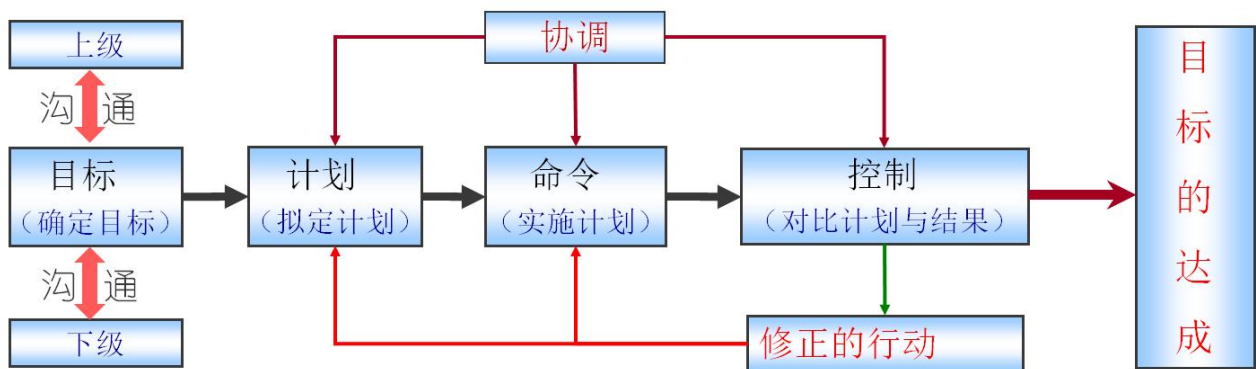 上级
协调
沟通
目标
（确定目标）
计划
（拟定计划）
命令
（实施计划）
控制
（对比计划与结果）
沟通
下级
修正的行动
目标的达成